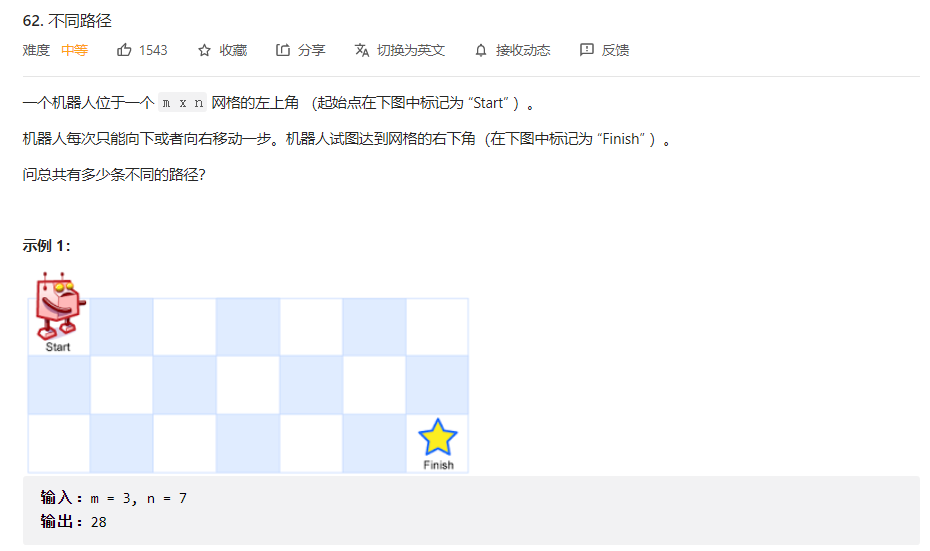 62. 不同路径
难度 中等 1543 收藏 分享 切换为英文 接收动态 反馈
一个机器人位于一个 m x n 网格的左上角 （起始点在下图中标记为 “Start” ）。
机器人每次只能向下或者向右移动一步。机器人试图达到网格的右下角（在下图中标记为 “Finish” ）。
问总共有多少条不同的路径？
示例 1：
Start
Finish
输入：m = 3, n = 7
输出：28